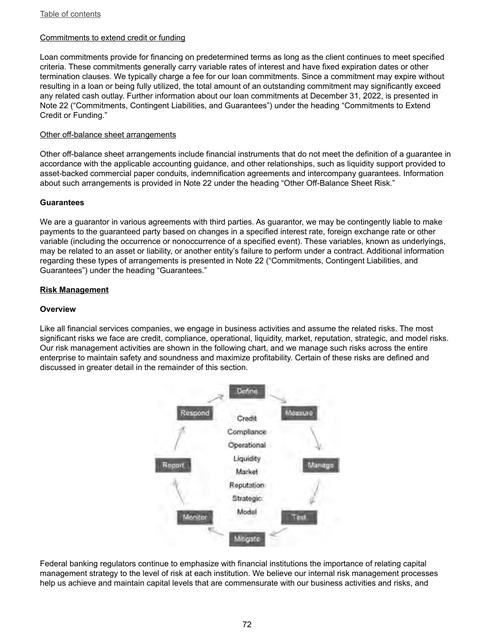 Table of contents
Commitments to extend credit or funding
Loan commitments provide for financing on predetermined terms as long as the client continues to meet specified
criteria. These commitments generally carry variable rates of interest and have fixed expiration dates or other
termination clauses. We typically charge a fee for our loan commitments. Since a commitment may expire without
resulting in a loan or being fully utilized, the total amount of an outstanding commitment may significantly exceed
any related cash outlay. Further information about our loan commitments at December 31, 2022, is presented in
Note 22 (“Commitments, Contingent Liabilities, and Guarantees”) under the heading “Commitments to Extend
Credit or Funding.”
Other off-balance sheet arrangements
Other off-balance sheet arrangements include financial instruments that do not meet the definition of a guarantee in
accordance with the applicable accounting guidance, and other relationships, such as liquidity support provided to
asset-backed commercial paper conduits, indemnification agreements and intercompany guarantees. Information
about such arrangements is provided in Note 22 under the heading “Other Off-Balance Sheet Risk.”
Guarantees
We are a guarantor in various agreements with third parties. As guarantor, we may be contingently liable to make
payments to the guaranteed party based on changes in a specified interest rate, foreign exchange rate or other
variable (including the occurrence or nonoccurrence of a specified event). These variables, known as underlyings,
may be related to an asset or liability, or another entity’s failure to perform under a contract. Additional information
regarding these types of arrangements is presented in Note 22 (“Commitments, Contingent Liabilities, and
Guarantees”) under the heading “Guarantees.”
Risk Management
Overview
Like all financial services companies, we engage in business activities and assume the related risks. The most
significant risks we face are credit, compliance, operational, liquidity, market, reputation, strategic, and model risks.
Our risk management activities are shown in the following chart, and we manage such risks across the entire
enterprise to maintain safety and soundness and maximize profitability. Certain of these risks are defined and
discussed in greater detail in the remainder of this section.
Define
Respond
Measure
Credit
Compliance
Operational
Liquidity
Report
Manage
Market
Reputation
Strategic
Model
Monitor
Test
Mitigate
Federal banking regulators continue to emphasize with financial institutions the importance of relating capital
management strategy to the level of risk at each institution. We believe our internal risk management processes
help us achieve and maintain capital levels that are commensurate with our business activities and risks, and
72